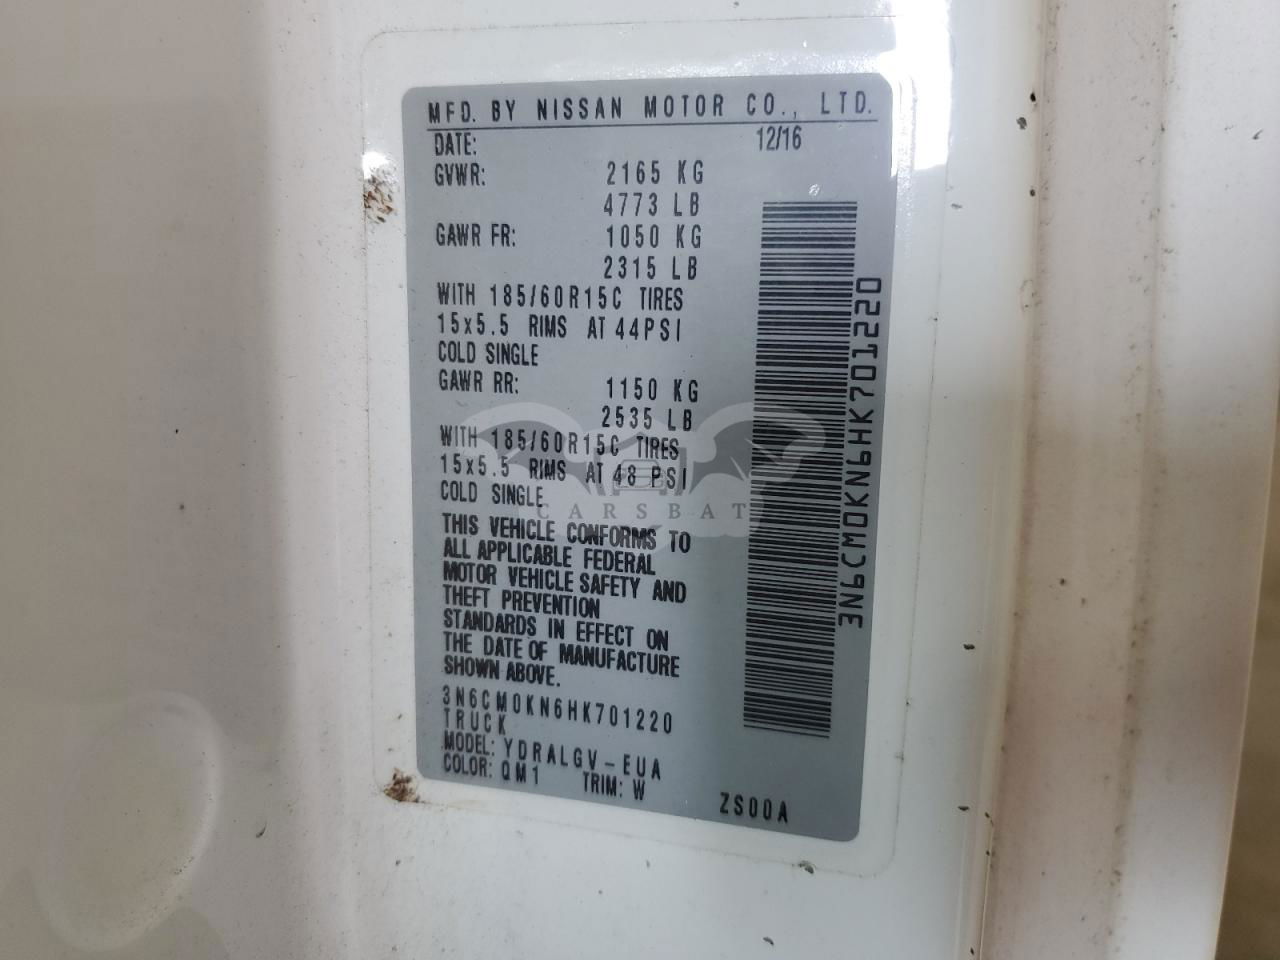 MFD. BY NISSAN MOTOR CO., LTD.
DATE: 12/16
GVWR: 2165 KG
4773 LB
GAWR FR: 1050 KG
2315 LB
WITH 185/60R15C TIRES
15x5.5 RIMS AT 44PSI
COLD SINGLE
GAWR RR: 1150 KG
2535 LB
WITH 185/60R15C TIRES
15x5.5 RIMS AT 48 PSI
COLD SINGLE
CARSBAT
THIS VEHICLE CONFORMS TO
ALL APPLICABLE FEDERAL
MOTOR VEHICLE SAFETY AND
THEFT PREVENTION
STANDARDS IN EFFECT ON
THE DATE OF MANUFACTURE
SHOWN ABOVE.
3N6CM0KN6HK701220
TRUCK
MODEL: YDRALGV-EUA
COLOR: QM1 TRIM: W
ZS00A
3N6CM0KN6HK701220